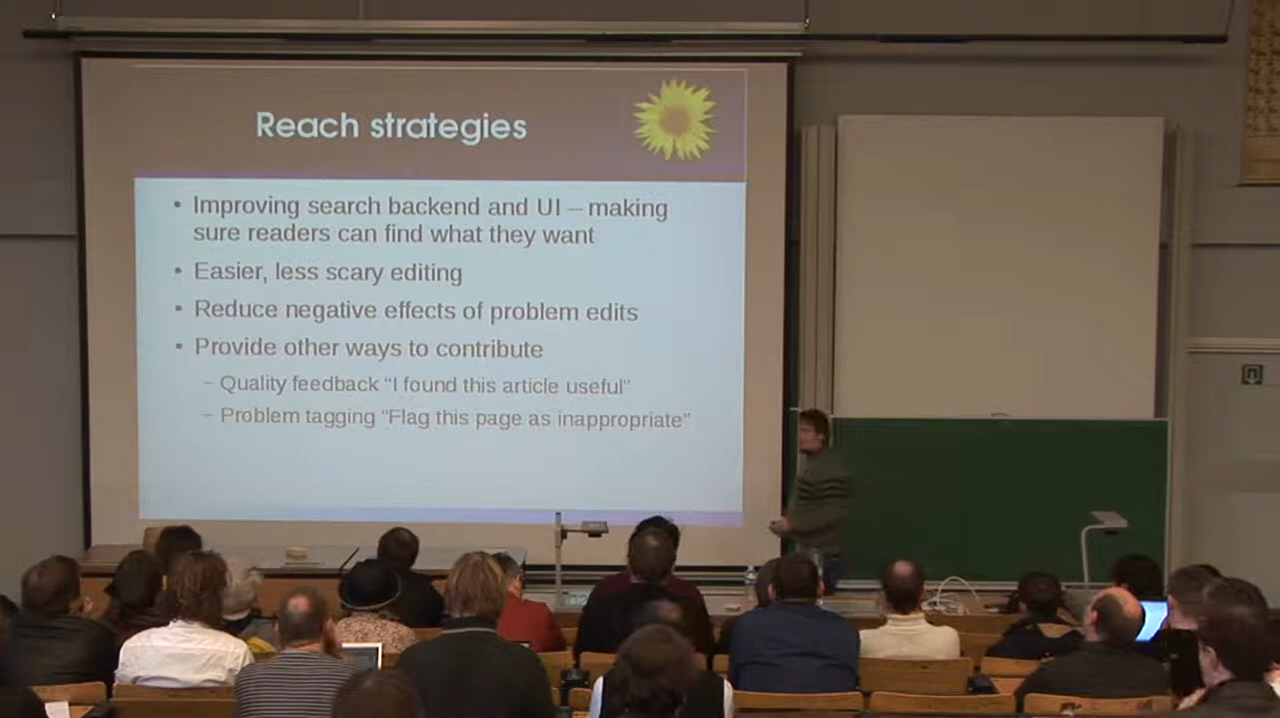 Reach strategies
• Improving search backend and UI – making
sure readers can find what they want
• Easier, less scary editing
• Reduce negative effects of problem edits
• Provide other ways to contribute
– Quality feedback “I found this article useful”
– Problem tagging “Flag this page as inappropriate”